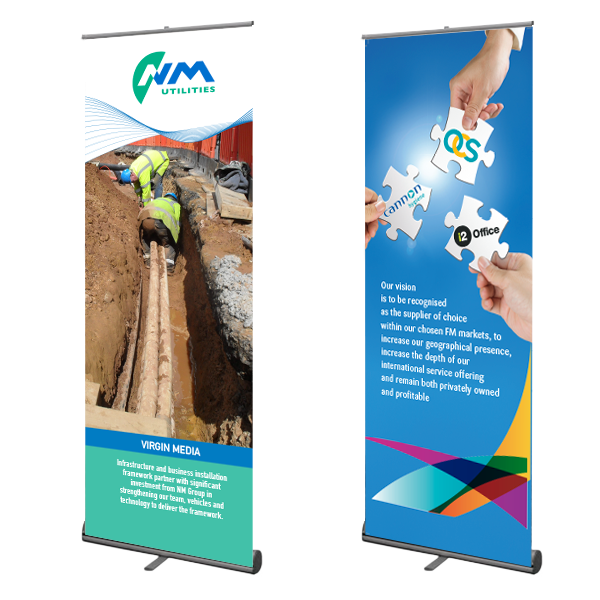 NM
UTILITIES
VIRGIN MEDIA
Infrastructure and business installation
framework partner with significant
investment from NM Group in
strengthening our team, vehicles and
technology to deliver the framework.
OCS
cannon
hygiene
i2 Office
Our vision
is to be recognised
as the supplier of choice
within our chosen FM markets, to
increase our geographical presence,
increase the depth of our
international service offering
and remain both privately owned
and profitable